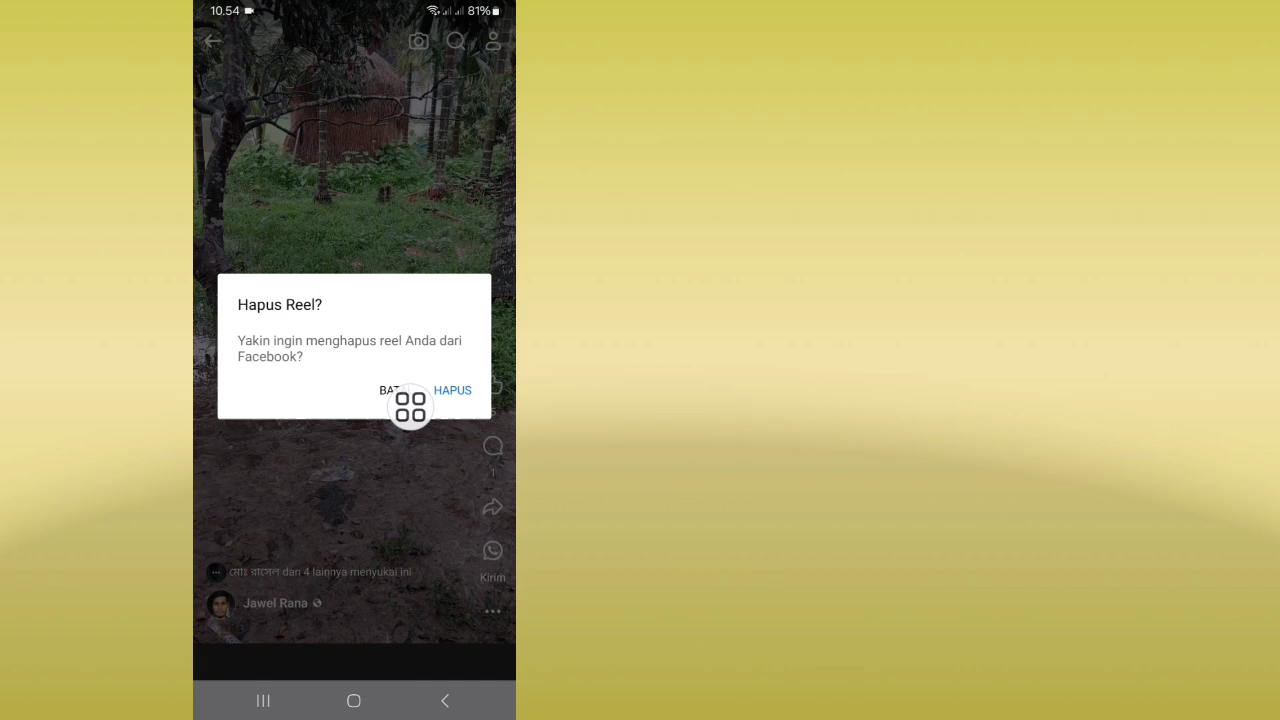 10.54
81%
Hapus Reel?
Yakin ingin menghapus reel Anda dari
Facebook?
HAPUS
1
মোঃ রাসেল dan 4 lainnya menyukai ini
Kirim
Jawel Rana